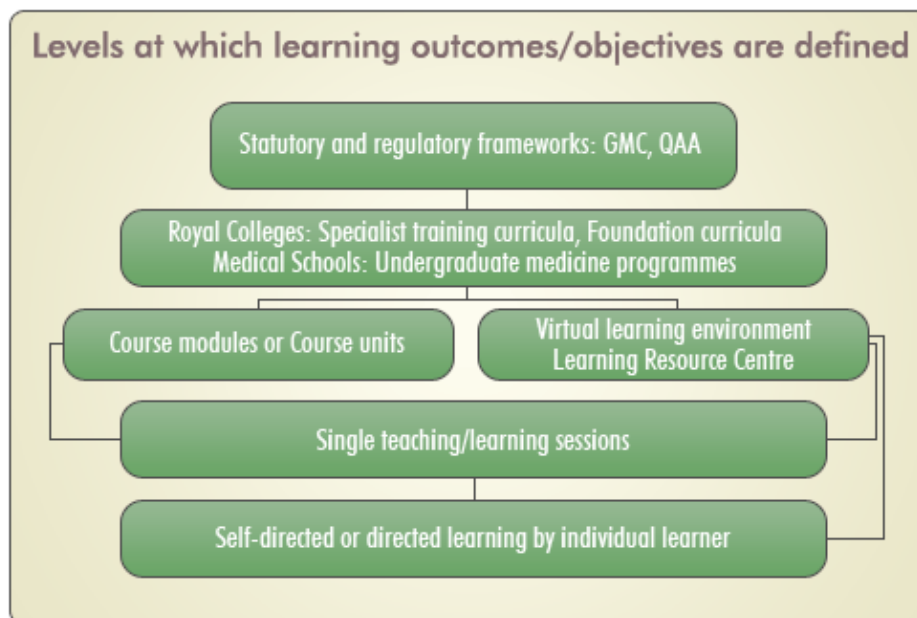 Levels at which learning outcomes/objectives are defined
Statutory and regulatory frameworks: GMC, QAA
Royal Colleges: Specialist training curricula, Foundation curricula
Medical Schools: Undergraduate medicine programmes
Course modules or Course units
Virtual learning environment
Learning Resource Centre
Single teaching/learning sessions
Self-directed or directed learning by individual learner